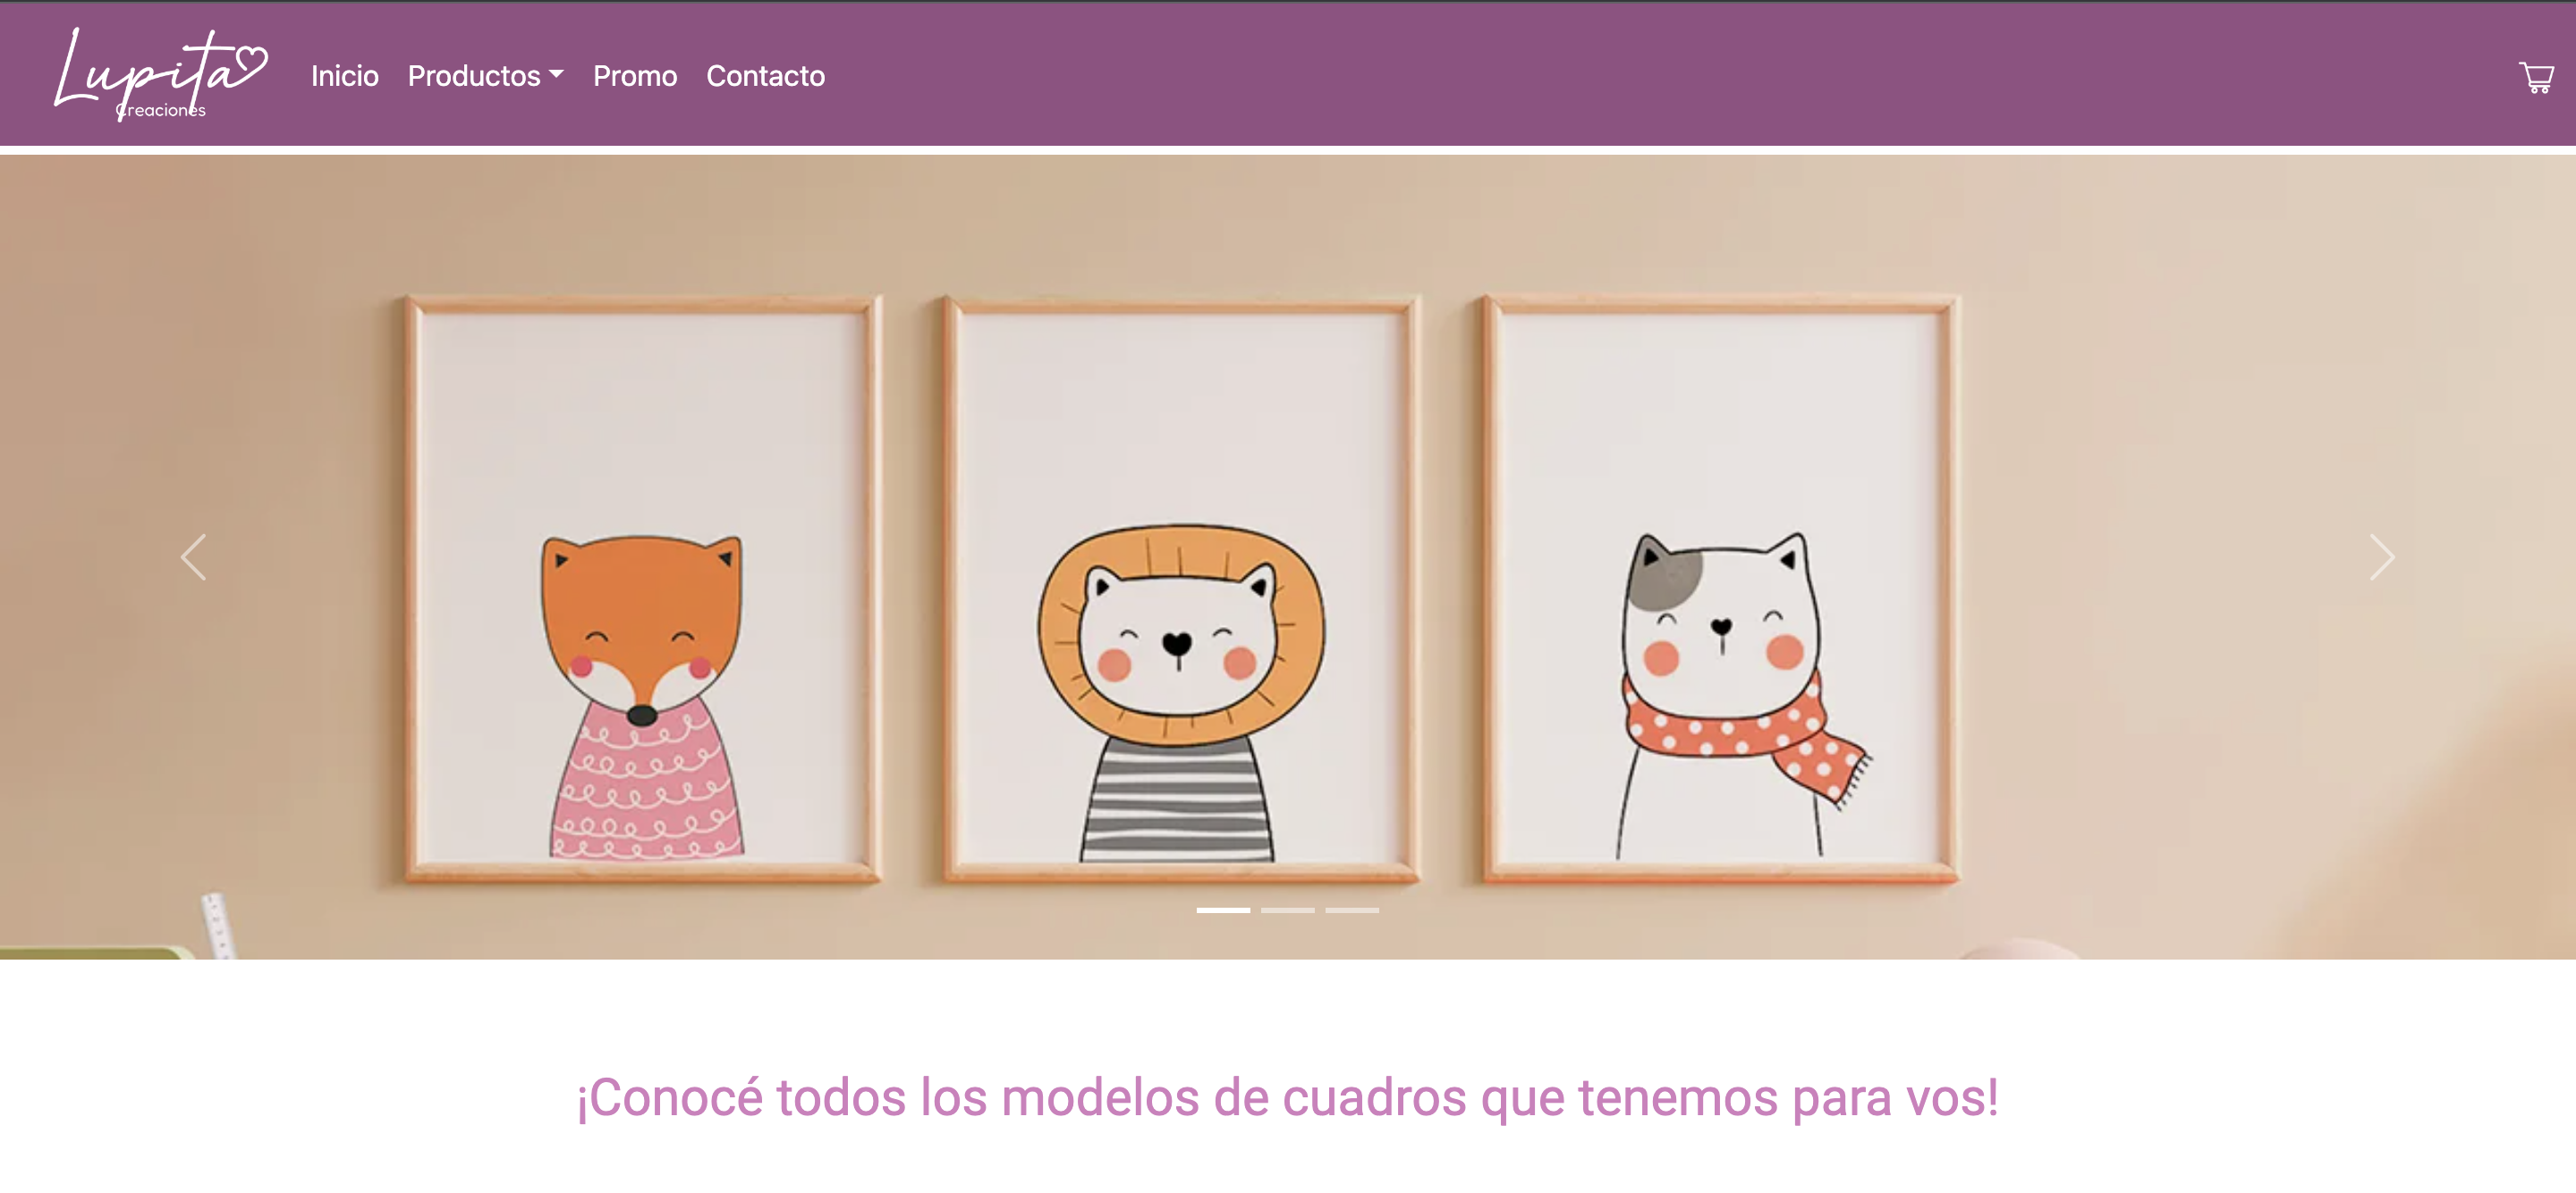 Lupita
Creaciones
Inicio Productos Promo Contacto
¡Conocé todos los modelos de cuadros que tenemos para vos!